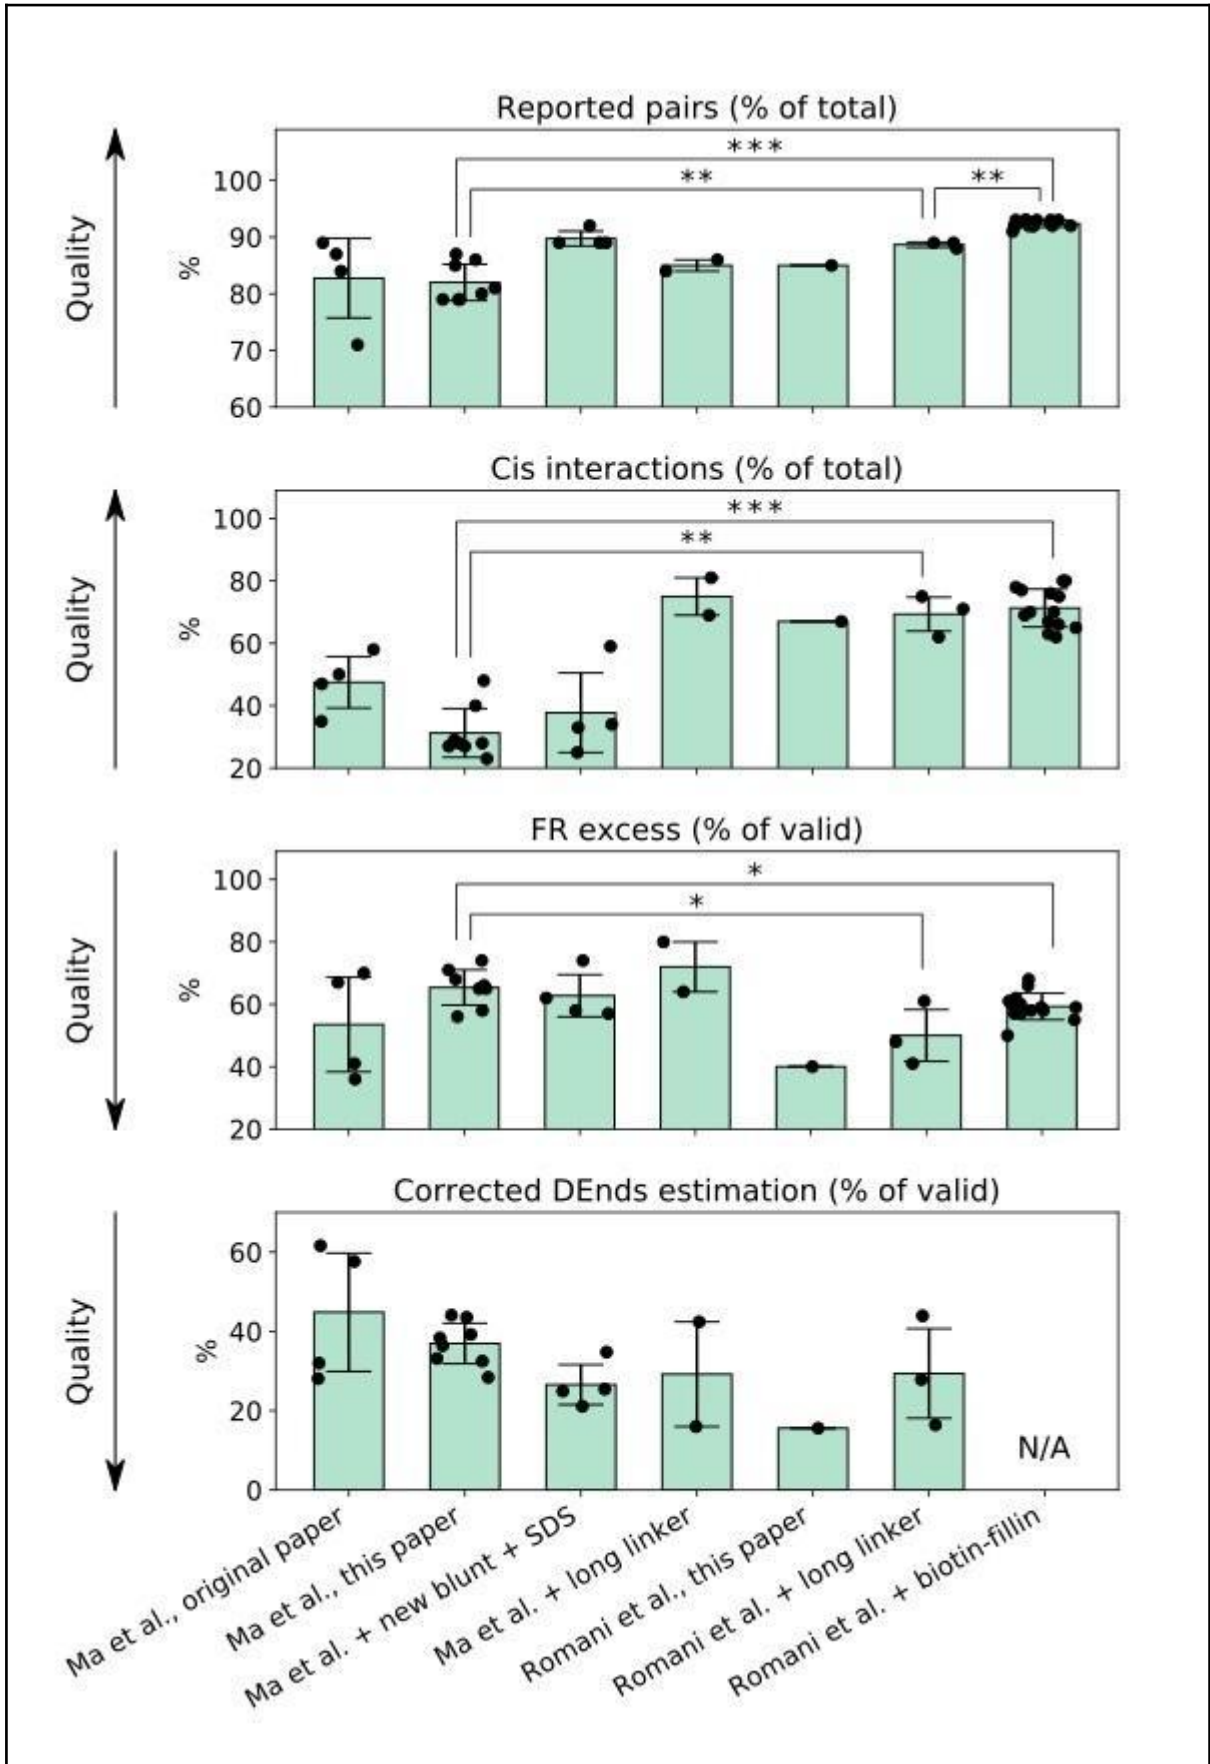 Reported pairs (% of total)
Quality
%
100
90
80
70
60
***
**
**
Cis interactions (% of total)
Quality
%
100
80
60
40
20
***
**
FR excess (% of valid)
Quality
%
100
80
60
40
20
*
*
Corrected DEnds estimation (% of valid)
Quality
%
60
40
20
0
N/A
Ma et al., original paper
Ma et al., this paper
Ma et al. + new blunt + SDS
Ma et al. + long linker
Romani et al., this paper
Romani et al. + long linker
Romani et al. + biotin-fillin